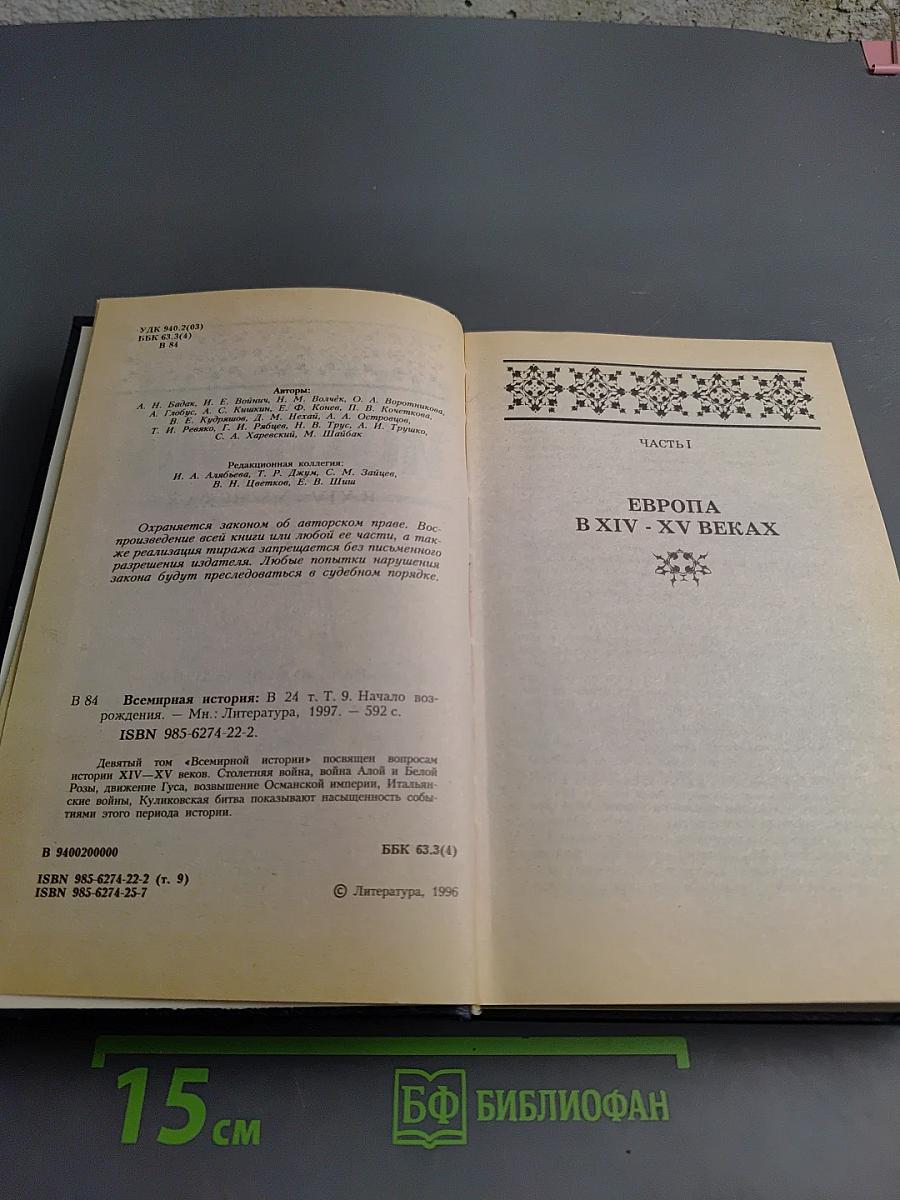 УДК 940.2(03)
ББК 63.3(4)
В 84
Авторы:
А. Н. Бадак, И. Е. Войнич, Н. М. Волчёк, О. А. Воротникова,
А. Глобус, А. С. Кишкин, Е. Ф. Конев, П. В. Кочеткова,
В. Е. Кудряшов, Д. М. Нехай, А. А. Островцов,
Т. И. Ревяко, Г. И. Рябцев, Н. В. Трус, А. И. Трушко,
С. А. Харевский, М. Шайбак
Редакционная коллегия:
И. А. Алябьева, Т. Р. Джум, С. М. Зайцев,
В. Н. Цветков, Е. В. Шиш
Охраняется законом об авторском праве. Вос-
произведение всей книги или любой ее части, а так-
же реализация тиража запрещается без письменного
разрешения издателя. Любые попытки нарушения
закона будут преследоваться в судебном порядке.
В 84 Всемирная история: В 24 т. Т. 9. Начало воз-
рождения. — Мн.: Литература, 1997. — 592 с.
ISBN 985-6274-22-2.
Девятый том «Всемирной истории» посвящен вопросам
истории XIV—XV веков. Столетняя война, война Алой и Белой
Розы, движение Гуса, возвышение Османской империи, Итальян-
ские войны, Куликовская битва показывают насыщенность собы-
тиями этого периода истории.
В 9400200000 ББК 63.3(4)
ISBN 985-6274-22-2 (т. 9)
ISBN 985-6274-25-7 © Литература, 1996
ЧАСТЬ I
ЕВРОПА
В XIV - XV ВЕКАХ
15 см
БФ БИБЛИОФАН